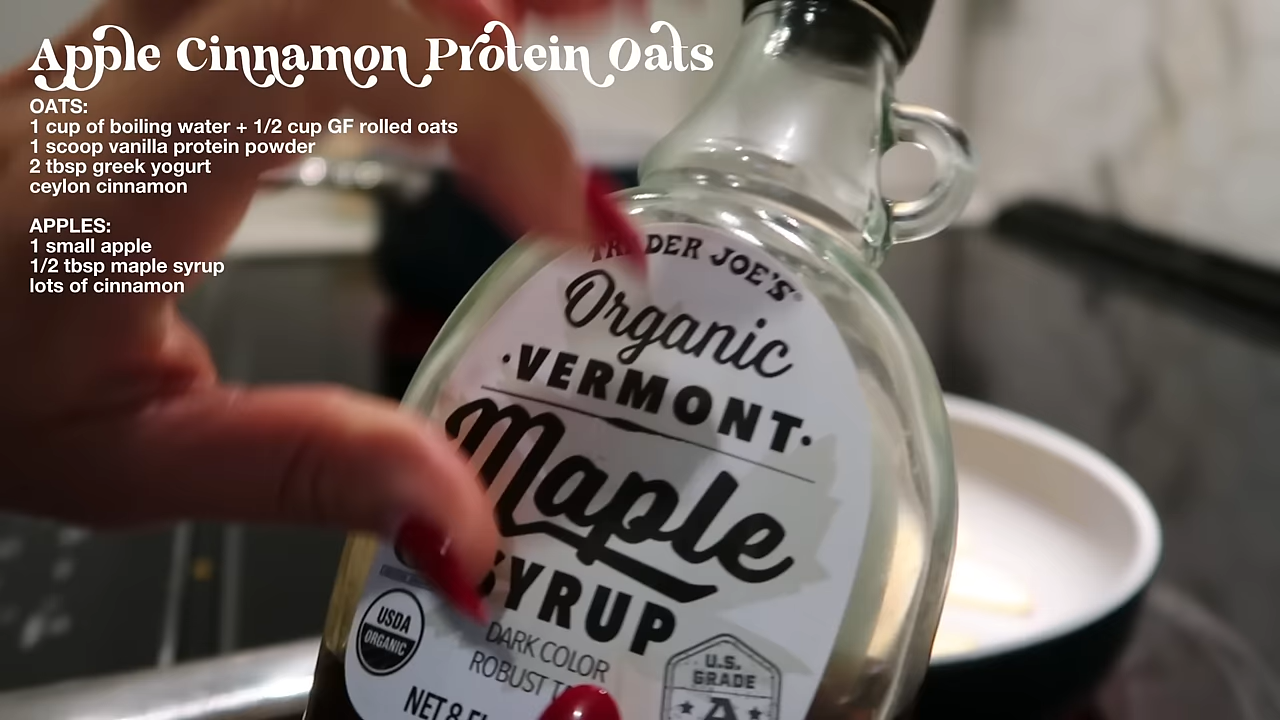 Apple Cinnamon Protein Oats
OATS:
1 cup of boiling water + 1/2 cup GF rolled oats
1 scoop vanilla protein powder
2 tbsp greek yogurt
ceylon cinnamon
APPLES:
1 small apple
1/2 tbsp maple syrup
lots of cinnamon
TRADER JOE'S®
Organic
·VERMONT·
Maple
SYRUP
USDA
ORGANIC
DARK COLOR
ROBUST
NET 8
U.S.
GRADE
A